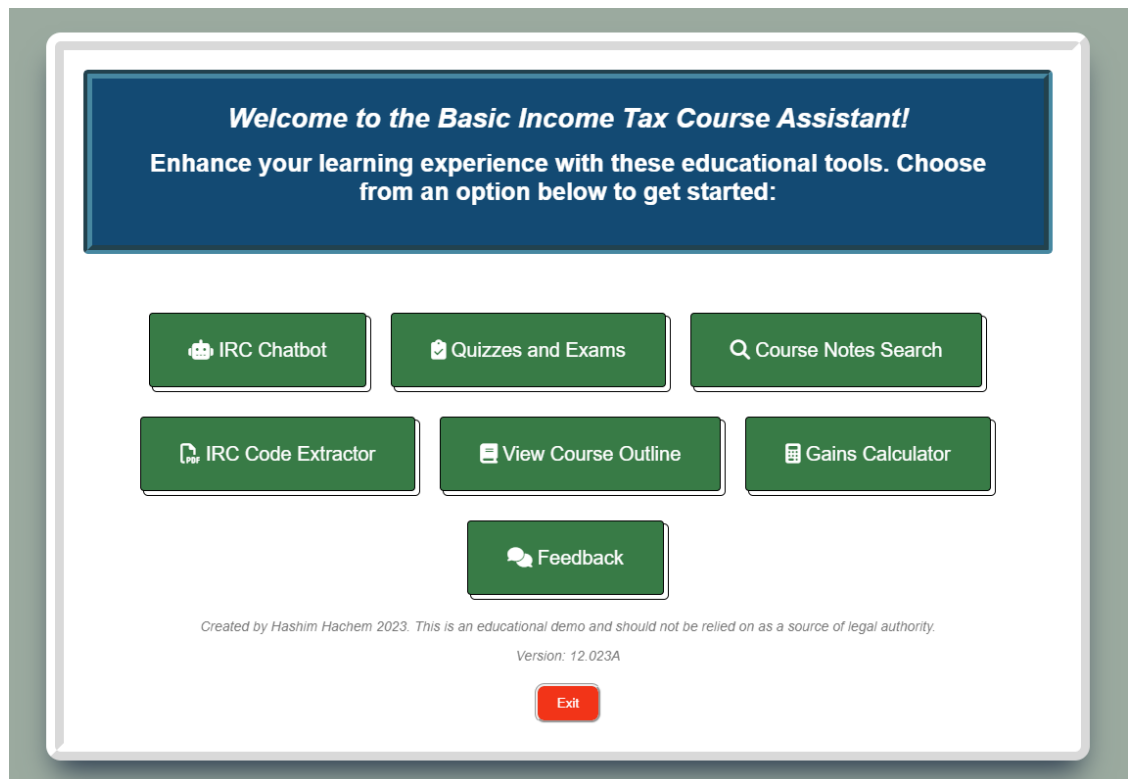 Welcome to the Basic Income Tax Course Assistant!
Enhance your learning experience with these educational tools. Choose
from an option below to get started:
IRC Chatbot
Quizzes and Exams
Course Notes Search
PDF IRC Code Extractor
View Course Outline
Gains Calculator
Feedback
Created by Hashim Hachem 2023. This is an educational demo and should not be relied on as a source of legal authority.
Version: 12.023A
Exit